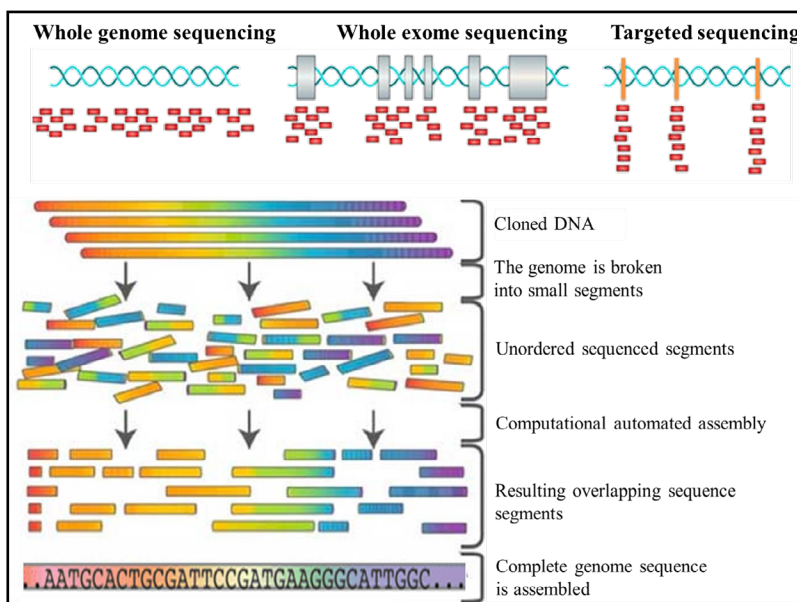 Whole genome sequencing
Whole exome sequencing
Targeted sequencing
Cloned DNA
The genome is broken
into small segments
Unordered sequenced segments
Computational automated assembly
Resulting overlapping sequence
segments
..AATGCACTGCGATTCCGATGAAGGGCATTGGC...
Complete genome sequence
is assembled